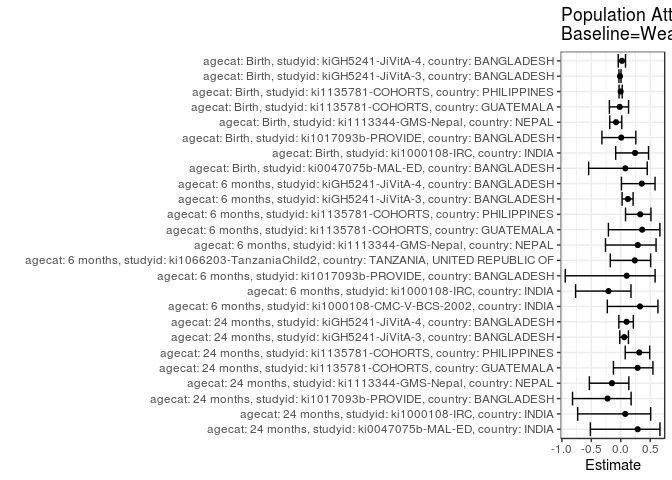 Population Att
Baseline=Wea
agecat: Birth, studyid: kiGH5241-JiVitA-4, country: BANGLADESH
agecat: Birth, studyid: kiGH5241-JiVitA-3, country: BANGLADESH
agecat: Birth, studyid: ki1135781-COHORTS, country: PHILIPPINES
agecat: Birth, studyid: ki1135781-COHORTS, country: GUATEMALA
agecat: Birth, studyid: ki1113344-GMS-Nepal, country: NEPAL
agecat: Birth, studyid: ki1017093b-PROVIDE, country: BANGLADESH
agecat: Birth, studyid: ki1000108-IRC, country: INDIA
agecat: Birth, studyid: ki0047075b-MAL-ED, country: BANGLADESH
agecat: 6 months, studyid: kiGH5241-JiVitA-4, country: BANGLADESH
agecat: 6 months, studyid: kiGH5241-JiVitA-3, country: BANGLADESH
agecat: 6 months, studyid: ki1135781-COHORTS, country: PHILIPPINES
agecat: 6 months, studyid: ki1135781-COHORTS, country: GUATEMALA
agecat: 6 months, studyid: ki1113344-GMS-Nepal, country: NEPAL
agecat: 6 months, studyid: ki1066203-TanzaniaChild2, country: TANZANIA, UNITED REPUBLIC OF
agecat: 6 months, studyid: ki1017093b-PROVIDE, country: BANGLADESH
agecat: 6 months, studyid: ki1000108-IRC, country: INDIA
agecat: 6 months, studyid: ki1000108-CMC-V-BCS-2002, country: INDIA
agecat: 24 months, studyid: kiGH5241-JiVitA-4, country: BANGLADESH
agecat: 24 months, studyid: kiGH5241-JiVitA-3, country: BANGLADESH
agecat: 24 months, studyid: ki1135781-COHORTS, country: PHILIPPINES
agecat: 24 months, studyid: ki1135781-COHORTS, country: GUATEMALA
agecat: 24 months, studyid: ki1113344-GMS-Nepal, country: NEPAL
agecat: 24 months, studyid: ki1017093b-PROVIDE, country: BANGLADESH
agecat: 24 months, studyid: ki1000108-IRC, country: INDIA
agecat: 24 months, studyid: ki0047075b-MAL-ED, country: INDIA
-1.0 -0.5 0.0 0.5
Estimate